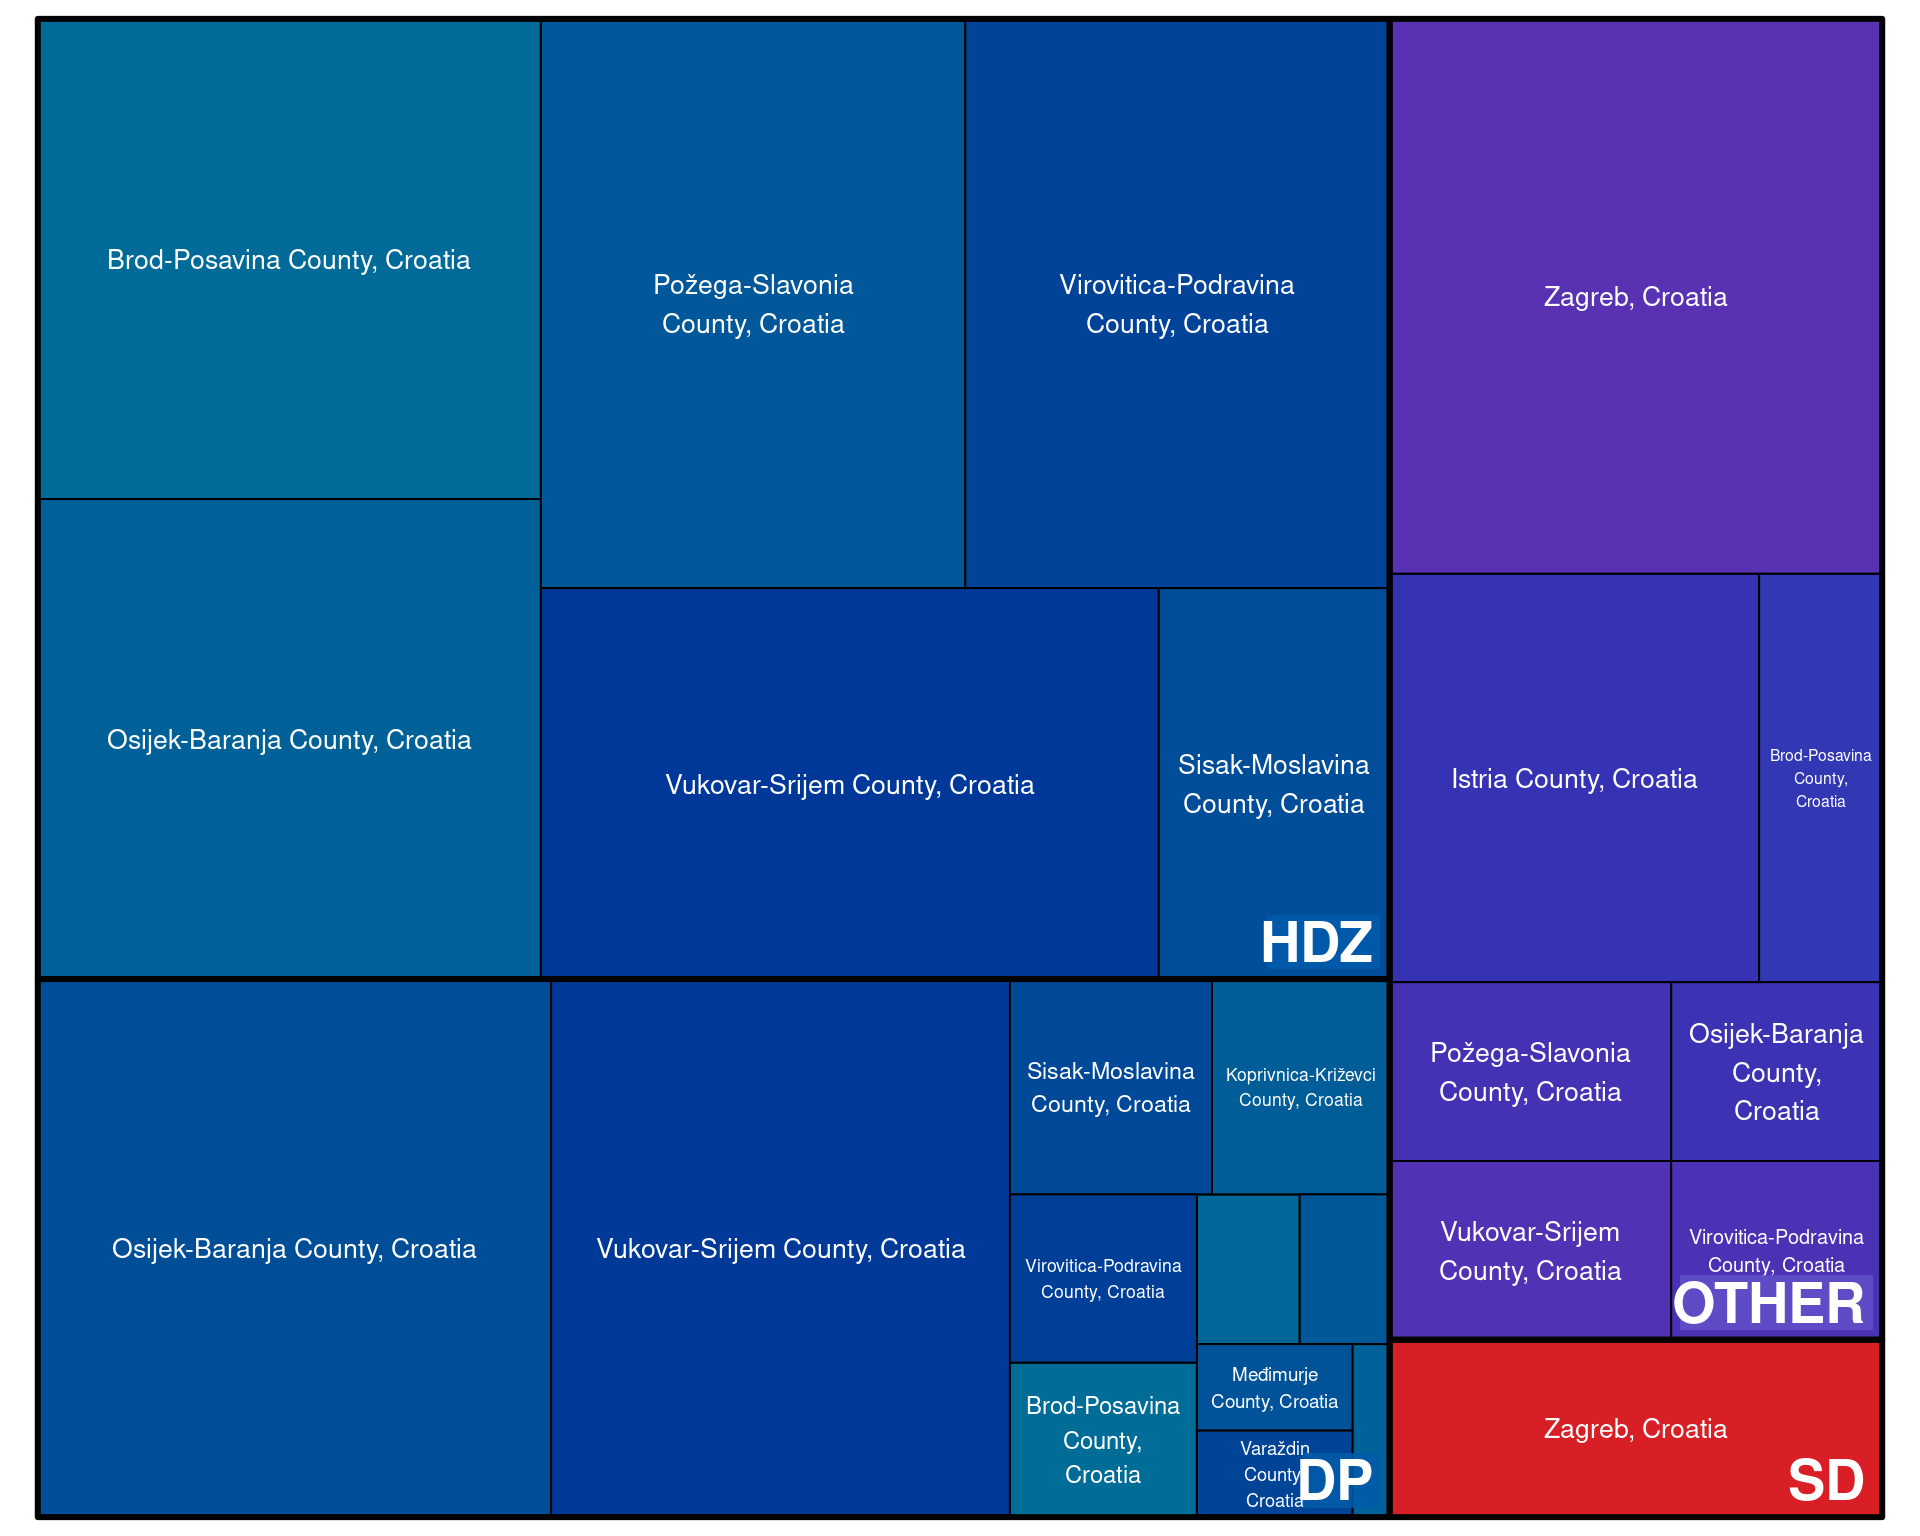 Brod-Posavina County, Croatia
Požega-Slavonia
County, Croatia
Virovitica-Podravina
County, Croatia
Zagreb, Croatia
Osijek-Baranja County, Croatia
Vukovar-Srijem County, Croatia
Sisak-Moslavina
County, Croatia
HDZ
Istria County, Croatia
Brod-Posavina
County,
Croatia
Osijek-Baranja County, Croatia
Vukovar-Srijem County, Croatia
Sisak-Moslavina
County, Croatia
Koprivnica-Križevci
County, Croatia
Virovitica-Podravina
County, Croatia
Brod-Posavina
County,
Croatia
Međimurje
County, Croatia
Varaždin
County
Croatia
DP
Požega-Slavonia
County, Croatia
Osijek-Baranja
County,
Croatia
Vukovar-Srijem
County, Croatia
Virovitica-Podravina
County, Croatia
OTHER
Zagreb, Croatia
SD